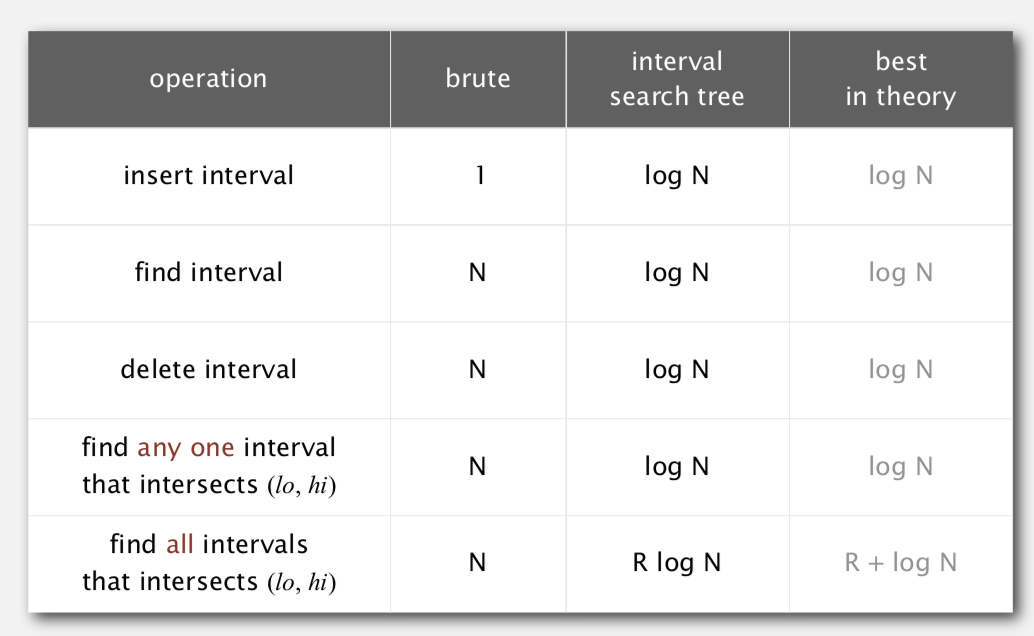 operation
brute
interval
search tree
best
in theory
insert interval
1
log N
log N
find interval
N
log N
log N
delete interval
N
log N
log N
find any one interval
that intersects (lo, hi)
N
log N
log N
find all intervals
that intersects (lo, hi)
N
R log N
R + log N